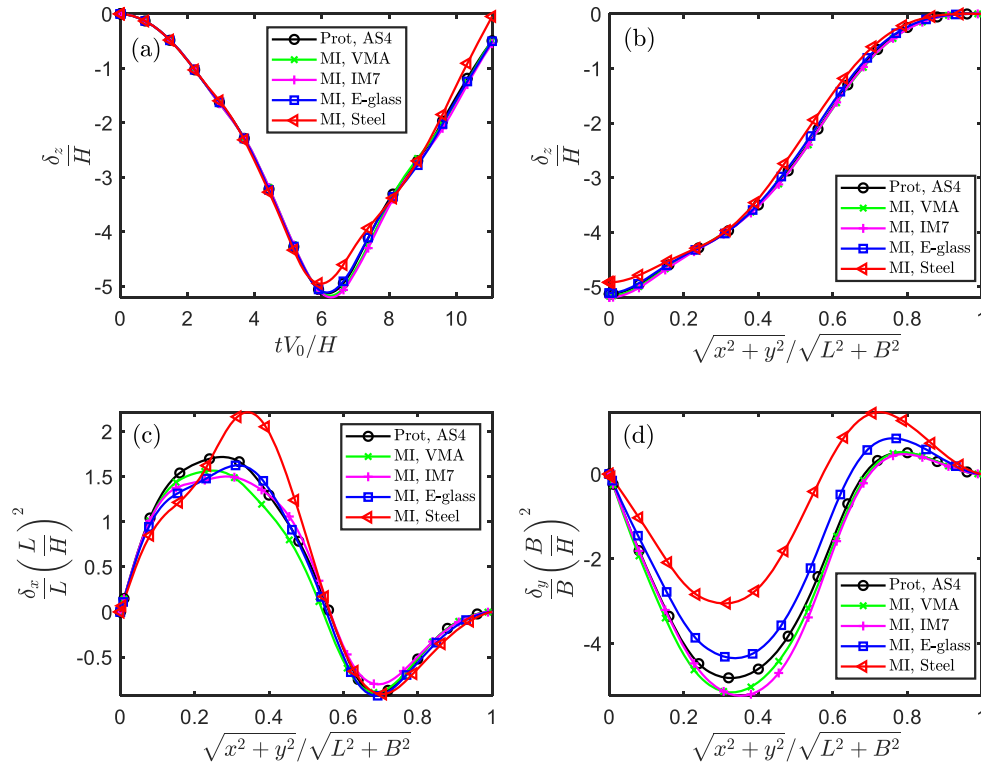 (a)
Prot, AS4
MI, VMA
MI, IM7
MI, E-glass
MI, Steel
0
-1
-2
-3
-4
-5
δz/H
0 2 4 6 8 10
tV₀/H
(b)
Prot, AS4
MI, VMA
MI, IM7
MI, E-glass
MI, Steel
0
-1
-2
-3
-4
-5
δz/H
0 0.2 0.4 0.6 0.8 1
√(x² + y²)/√(L² + B²)
(c)
Prot, AS4
MI, VMA
MI, IM7
MI, E-glass
MI, Steel
2
1.5
1
0.5
0
-0.5
δx/L (L/H)²
0 0.2 0.4 0.6 0.8 1
√(x² + y²)/√(L² + B²)
(d)
Prot, AS4
MI, VMA
MI, IM7
MI, E-glass
MI, Steel
0
-2
-4
δy/B (B/H)²
0 0.2 0.4 0.6 0.8 1
√(x² + y²)/√(L² + B²)